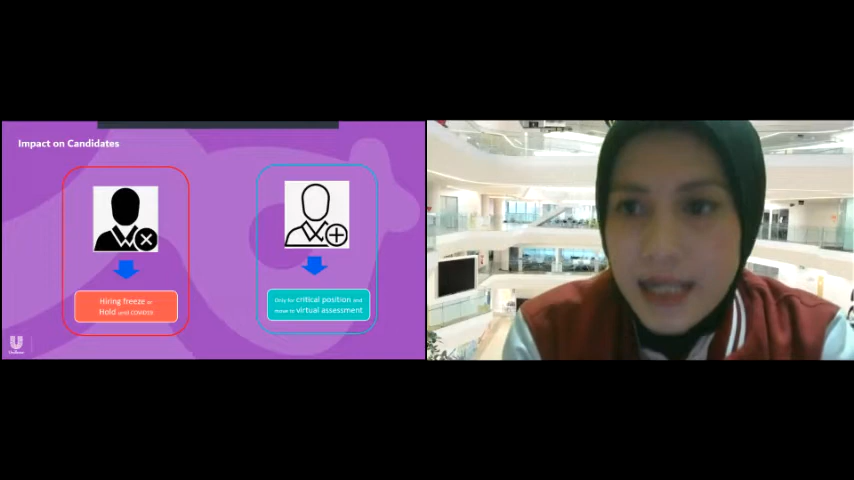 Impact on Candidates
Hiring freeze or
Hold until COVID19
Only for critical position and
move to virtual assessment
Unilever